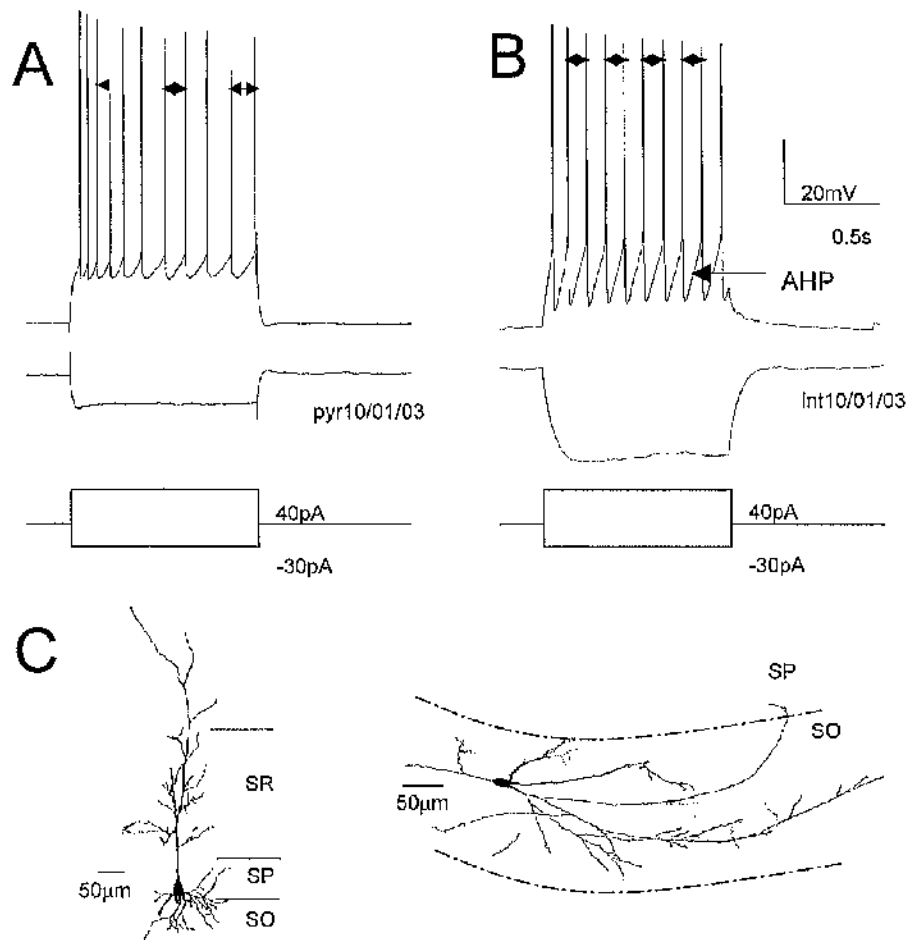 A
B
20mV
0.5s
AHP
pyr10/01/03
Int10/01/03
40pA
-30pA
40pA
-30pA
C
SR
SP
SO
50µm
SP
SO
50µm